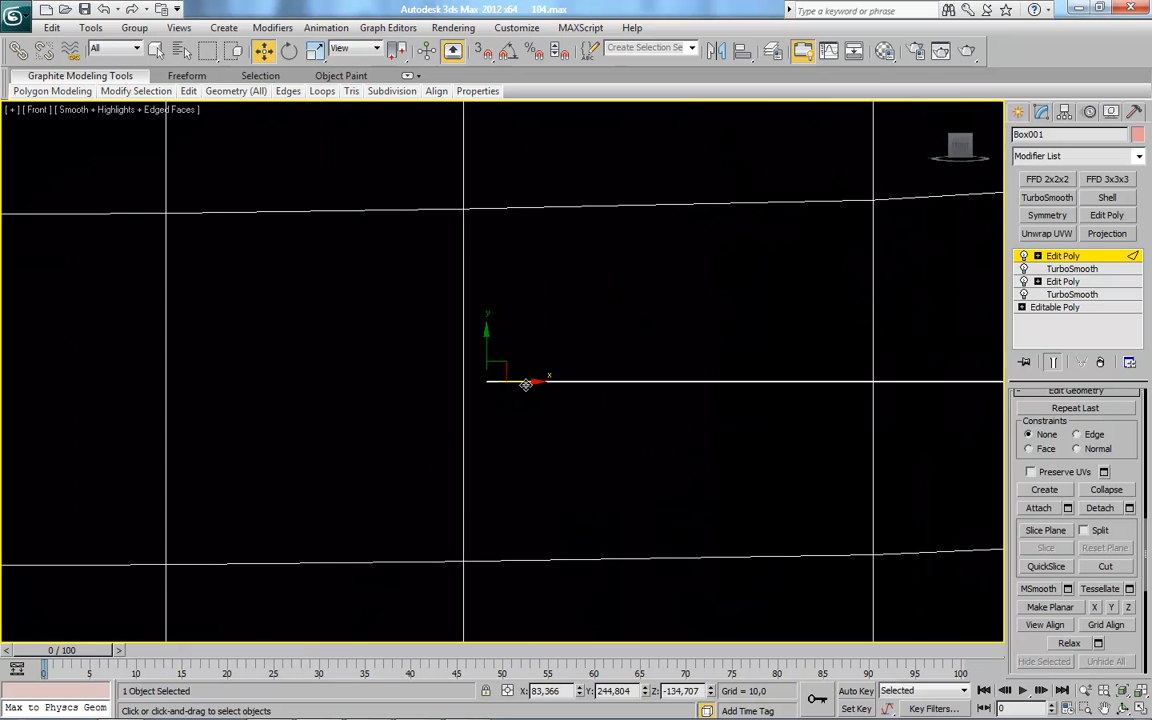 Autodesk 3ds Max 2012 x64 104.max
Type a keyword or phrase
Edit Tools Group Views Create Modifiers Animation Graph Editors Rendering Customize MAXScript Help
All View Create Selection Se
Graphite Modeling Tools Freeform Selection Object Paint
Polygon Modeling Modify Selection Edit Geometry (All) Edges Loops Tris Subdivision Align Properties
[ + ] [ Front ] [ Smooth + Highlights + Edged Faces ]
Box001
Modifier List
FFD 2x2x2 FFD 3x3x3
TurboSmooth Shell
Symmetry Edit Poly
Unwrap UVW Projection
Edit Poly
TurboSmooth
Edit Poly
TurboSmooth
Editable Poly
y
x
Edit Geometry
Repeat Last
Constraints
None Edge
Face Normal
Preserve UVs
Create Collapse
Attach Detach
Slice Plane Split
Slice Reset Plane
QuickSlice Cut
MSmooth Tessellate
Make Planar X Y Z
View Align Grid Align
Relax
Hide Selected Unhide All
0 / 100
0 5 10 15 20 25 30 35 40 45 50 55 60 65 70 75 80 85 90 95 100
1 Object Selected X: 83,366 Y: 244,804 Z: -134,707 Grid = 10,0 Auto Key Selected
Max to Physcs Geom Click or click-and-drag to select objects Add Time Tag Set Key Key Filters... 0